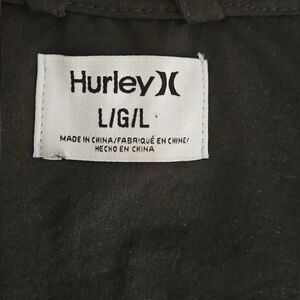 Hurley
L/G/L
MADE IN CHINA/FABRIQUÉ EN CHINE/
HECHO EN CHINA